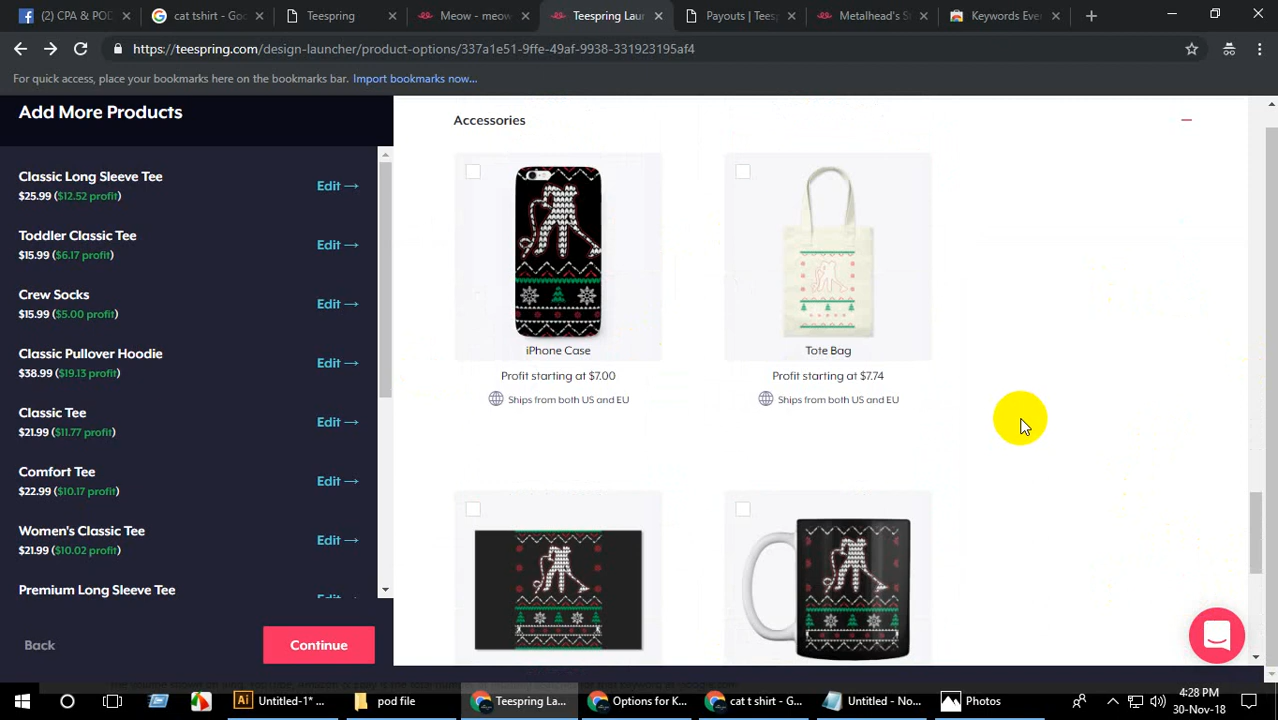 (2) CPA & POD
cat tshirt - Goo
Teespring
Meow - meow
Teespring Lau
Payouts | Tees
Metalhead's S
Keywords Ever
https://teespring.com/design-launcher/product-options/337a1e51-9ffe-49af-9938-331923195af4
For quick access, place your bookmarks here on the bookmarks bar. Import bookmarks now...
Add More Products
Classic Long Sleeve Tee
$25.99 ($12.52 profit)
Edit →
Toddler Classic Tee
$15.99 ($6.17 profit)
Edit →
Crew Socks
$15.99 ($5.00 profit)
Edit →
Classic Pullover Hoodie
$38.99 ($19.13 profit)
Edit →
Classic Tee
$21.99 ($11.77 profit)
Edit →
Comfort Tee
$22.99 ($10.17 profit)
Edit →
Women's Classic Tee
$21.99 ($10.02 profit)
Edit →
Premium Long Sleeve Tee
Back
Continue
Accessories
iPhone Case
Profit starting at $7.00
Ships from both US and EU
Tote Bag
Profit starting at $7.74
Ships from both US and EU
Untitled-1* ...
pod file
Teespring La...
Options for K...
cat t shirt - G...
Untitled - No...
Photos
4:28 PM
30-Nov-18